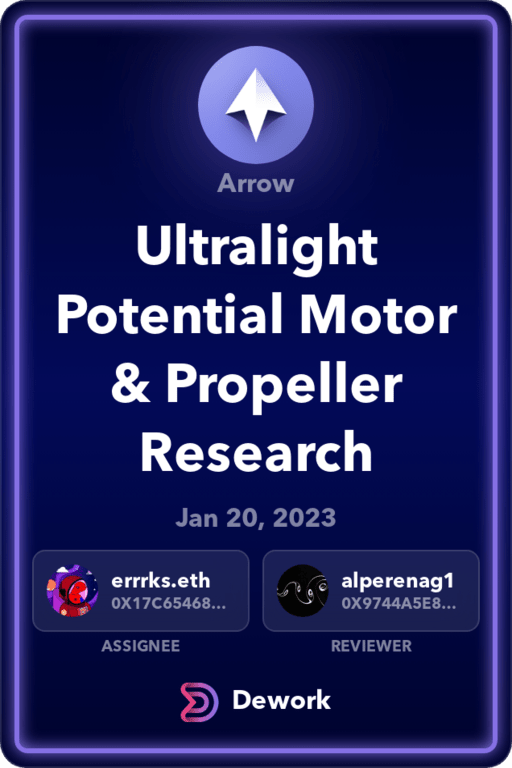 Arrow
Ultralight
Potential Motor
& Propeller
Research
Jan 20, 2023
errrks.eth
0X17C65468...
ASSIGNEE
alperenag1
0X9744A5E8...
REVIEWER
Dework